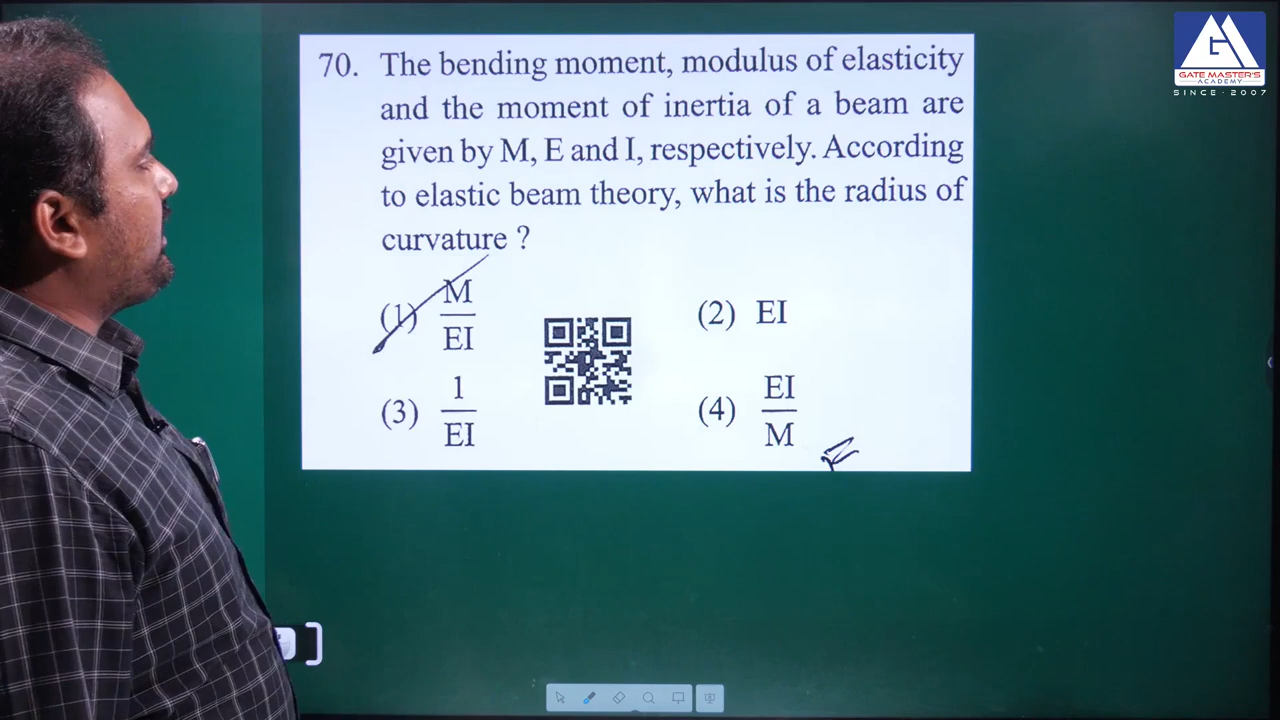 GATE MASTER'S
ACADEMY
SINCE - 2007
70. The bending moment, modulus of elasticity
and the moment of inertia of a beam are
given by M, E and I, respectively. According
to elastic beam theory, what is the radius of
curvature ?
(1) M/EI
(2) EI
(3) 1/EI
(4) EI/M